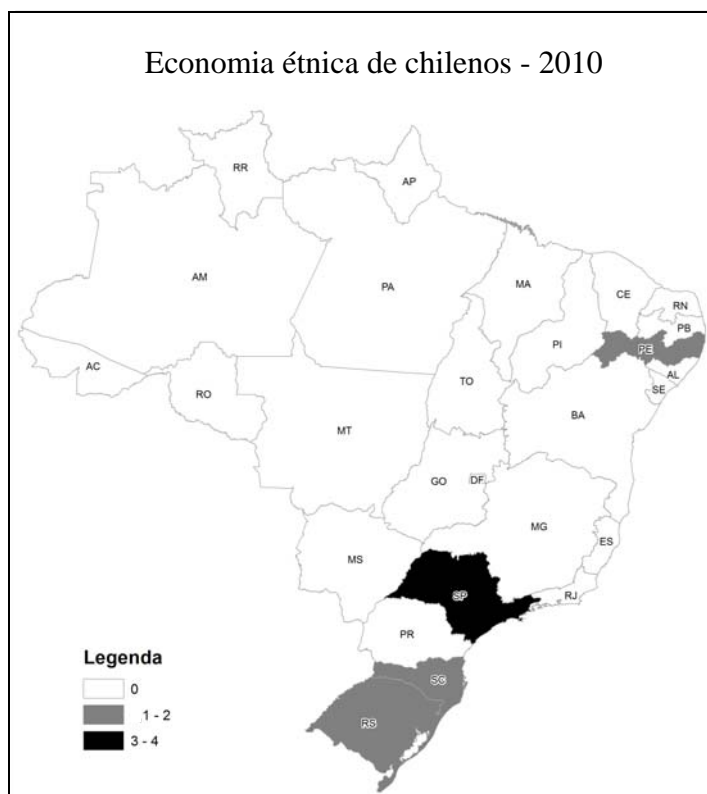 Economia étnica de chilenos - 2010
RR
AP
AM
PA
MA
CE
RN
PB
PE
PI
AL
SE
AC
RO
TO
BA
MT
GO
DF
MG
ES
MS
SP
RJ
PR
SC
RS
Legenda
0
1 - 2
3 - 4